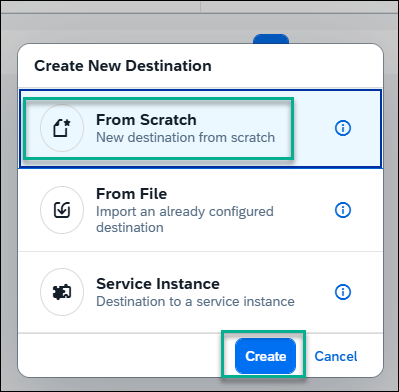 Create New Destination
From Scratch
New destination from scratch
From File
Import an already configured
destination
Service Instance
Destination to a service instance
Create
Cancel